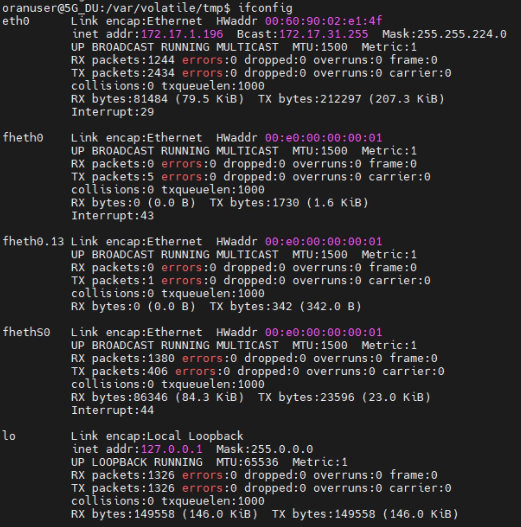 oranuser@5G_DU:/var/volatile/tmp$ ifconfig
eth0 Link encap:Ethernet HWaddr 00:60:90:02:e1:4f
inet addr:172.17.1.196 Bcast:172.17.31.255 Mask:255.255.224.0
UP BROADCAST RUNNING MULTICAST MTU:1500 Metric:1
RX packets:1244 errors:0 dropped:0 overruns:0 frame:0
TX packets:2434 errors:0 dropped:0 overruns:0 carrier:0
collisions:0 txqueuelen:1000
RX bytes:81484 (79.5 KiB) TX bytes:212297 (207.3 KiB)
Interrupt:29
fheth0 Link encap:Ethernet HWaddr 00:e0:00:00:00:01
UP BROADCAST RUNNING MULTICAST MTU:1500 Metric:1
RX packets:0 errors:0 dropped:0 overruns:0 frame:0
TX packets:5 errors:0 dropped:0 overruns:0 carrier:0
collisions:0 txqueuelen:1000
RX bytes:0 (0.0 B) TX bytes:1730 (1.6 KiB)
Interrupt:43
fheth0.13 Link encap:Ethernet HWaddr 00:e0:00:00:00:01
UP BROADCAST RUNNING MULTICAST MTU:1500 Metric:1
RX packets:0 errors:0 dropped:0 overruns:0 frame:0
TX packets:1 errors:0 dropped:0 overruns:0 carrier:0
collisions:0 txqueuelen:1000
RX bytes:0 (0.0 B) TX bytes:342 (342.0 B)
fhethS0 Link encap:Ethernet HWaddr 00:e0:00:00:00:01
UP BROADCAST RUNNING MULTICAST MTU:1500 Metric:1
RX packets:1380 errors:0 dropped:0 overruns:0 frame:0
TX packets:406 errors:0 dropped:0 overruns:0 carrier:0
collisions:0 txqueuelen:1000
RX bytes:86346 (84.3 KiB) TX bytes:23596 (23.0 KiB)
Interrupt:44
lo Link encap:Local Loopback
inet addr:127.0.0.1 Mask:255.0.0.0
UP LOOPBACK RUNNING MTU:65536 Metric:1
RX packets:1326 errors:0 dropped:0 overruns:0 frame:0
TX packets:1326 errors:0 dropped:0 overruns:0 carrier:0
collisions:0 txqueuelen:1000
RX bytes:149558 (146.0 KiB) TX bytes:149558 (146.0 KiB)